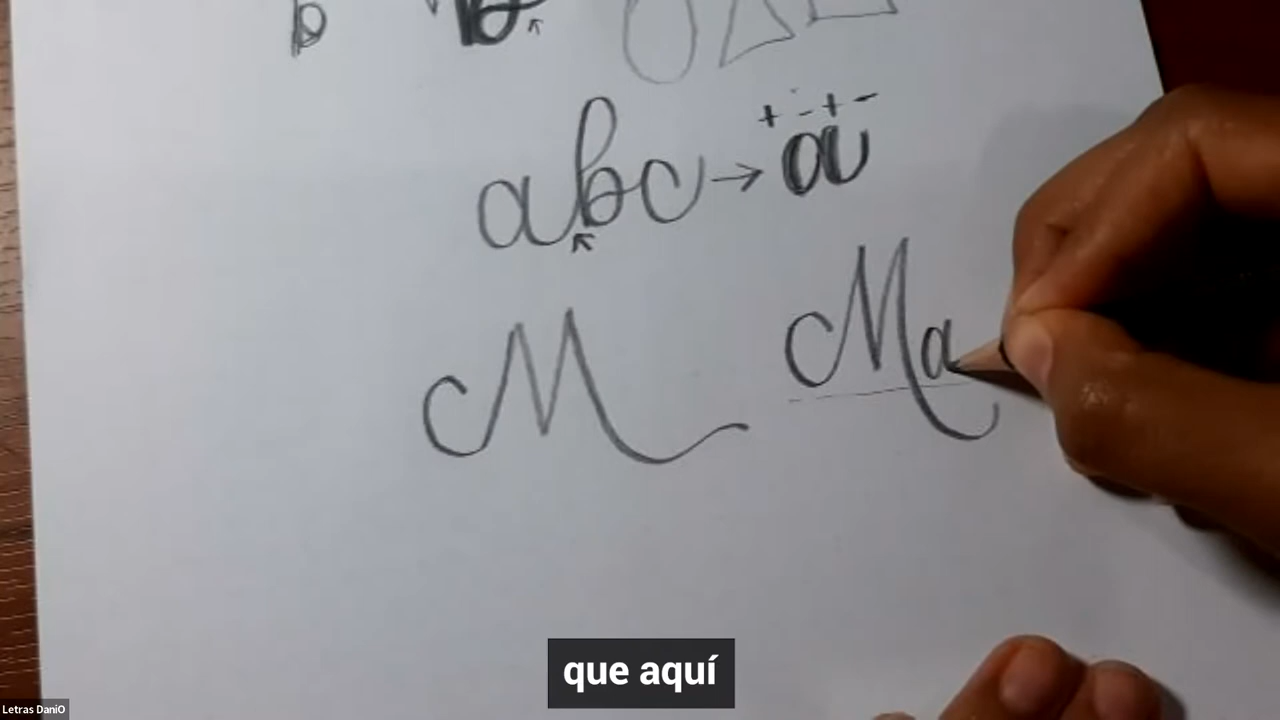 b b
+ - + -
abc → a
M Ma
que aquí
Letras DaniO